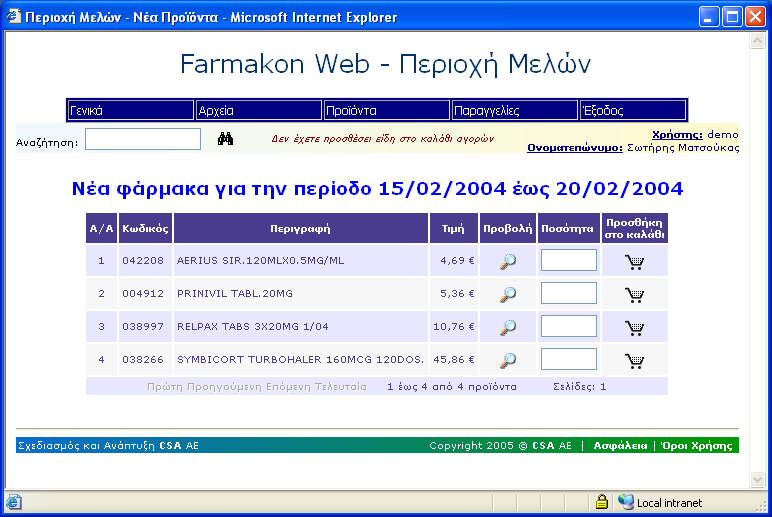 Περιοχή Μελών - Νέα Προϊόντα - Microsoft Internet Explorer
Farmakon Web - Περιοχή Μελών
Γενικά Αρχεία Προϊόντα Παραγγελίες Έξοδος
Αναζήτηση: Δεν έχετε προσθέσει είδη στο καλάθι αγορών Χρήστης: demo
Ονοματεπώνυμο: Σωτήρης Ματσούκας
Νέα φάρμακα για την περίοδο 15/02/2004 έως 20/02/2004
Α/Α Κωδικός Περιγραφή Τιμή Προβολή Ποσότητα Προσθήκη στο καλάθι
1 042208 AERIUS SIR.120MLX0.5MG/ML 4,69 €
2 004912 PRINIVIL TABL.20MG 5,36 €
3 038997 RELPAX TABS 3X20MG 1/04 10,76 €
4 038266 SYMBICORT TURBOHALER 160MCG 120DOS. 45,86 €
Πρώτη Προηγούμενη Επόμενη Τελευταία 1 έως 4 από 4 προϊόντα Σελίδες: 1
Σχεδιασμός και Ανάπτυξη CSA ΑΕ Copyright 2005 © CSA ΑΕ | Ασφάλεια | Όροι Χρήσης
Local intranet